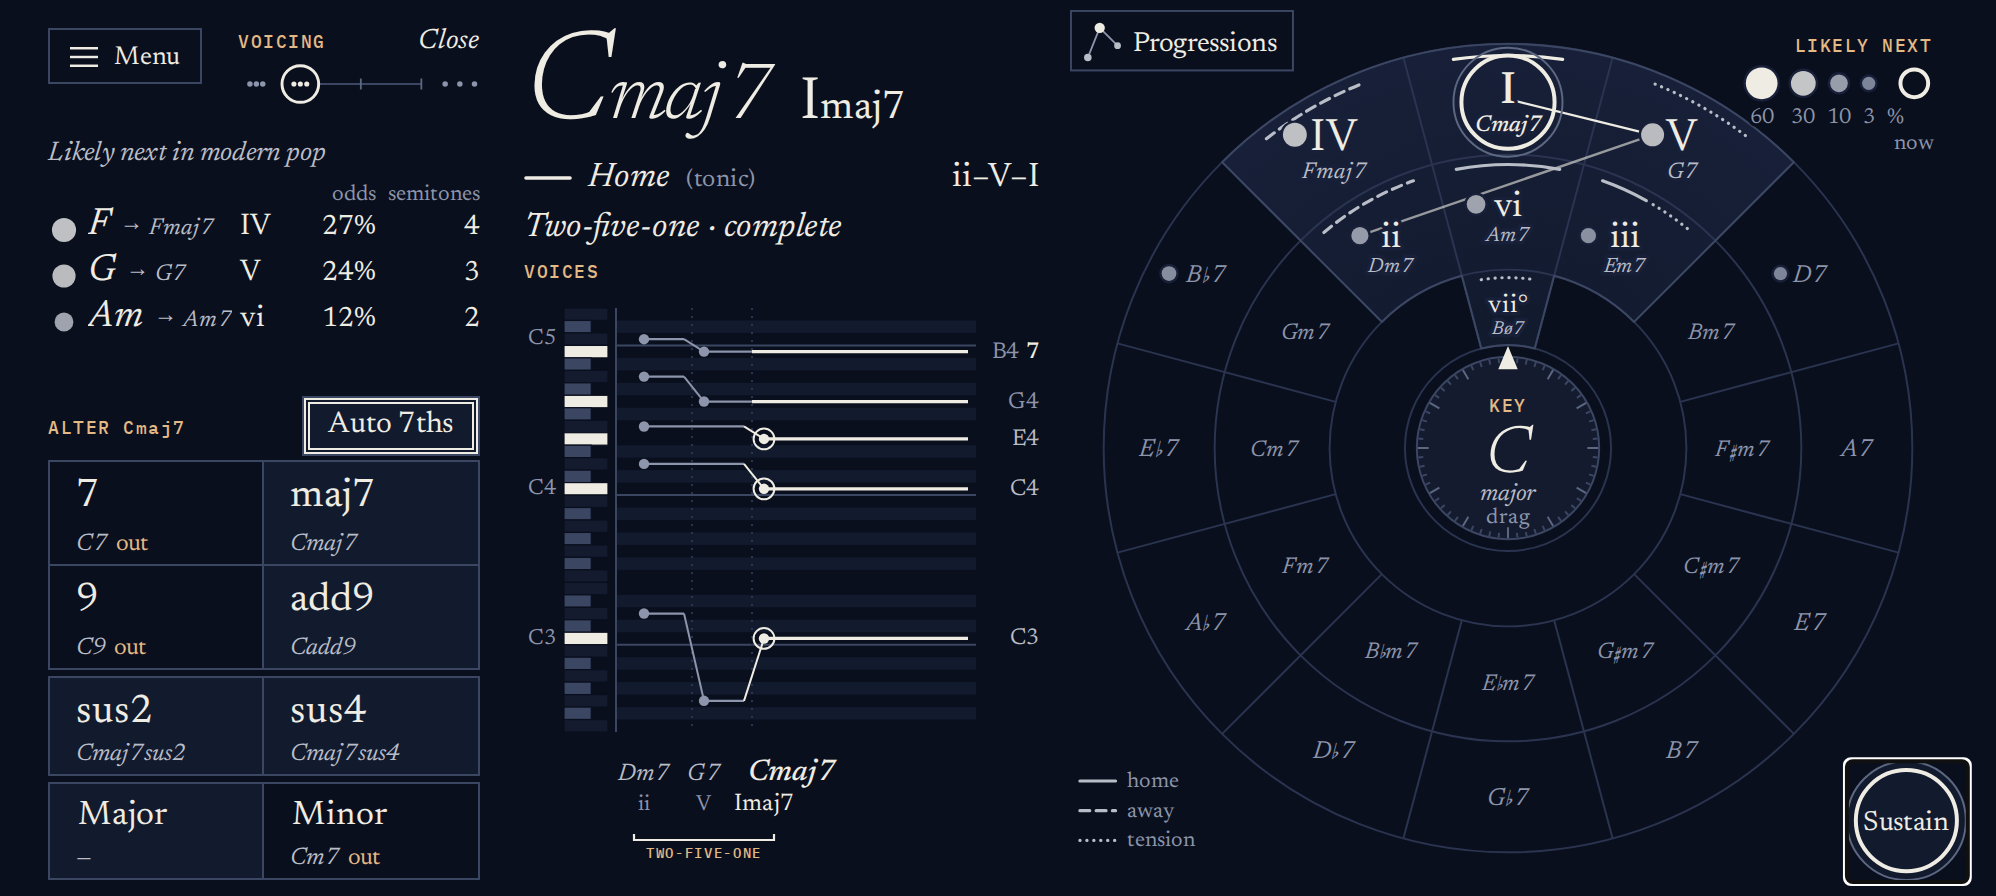 Menu
VOICING
Close
Likely next in modern pop
odds semitones
F → Fmaj7 IV 27% 4
G → G7 V 24% 3
Am → Am7 vi 12% 2
ALTER Cmaj7
Auto 7ths
7
C7 out
maj7
Cmaj7
9
C9 out
add9
Cadd9
sus2
Cmaj7sus2
sus4
Cmaj7sus4
Major
–
Minor
Cm7 out
Cmaj7 Imaj7
Home (tonic)
ii–V–I
Two-five-one · complete
VOICES
C5
C4
C3
B4 7
G4
E4
C4
C3
Dm7 G7 Cmaj7
ii V Imaj7
TWO-FIVE-ONE
Progressions
LIKELY NEXT
60 30 10 3 %
now
I
Cmaj7
IV
Fmaj7
V
G7
ii
Dm7
vi
Am7
iii
Em7
vii°
Bø7
B♭7
D7
Gm7
Bm7
E♭7
Cm7
F♯m7
A7
KEY
C
major
drag
Fm7
C♯m7
A♭7
E7
B♭m7
G♯m7
E♭m7
D♭7
B7
G♭7
home
away
tension
Sustain